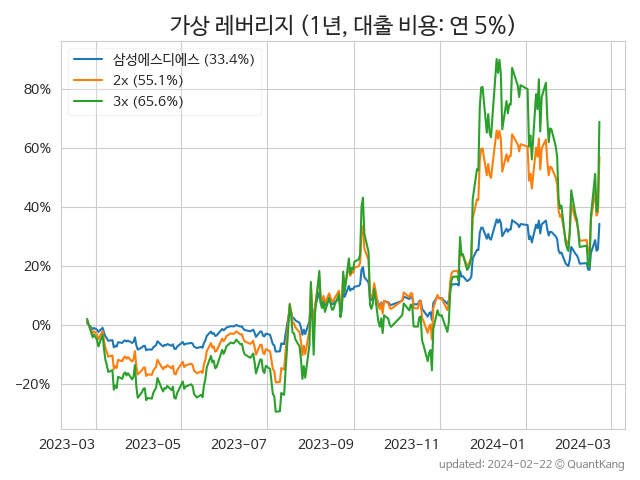 가상 레버리지 (1년, 대출 비용: 연 5%)
삼성에스디에스 (33.4%)
2x (55.1%)
3x (65.6%)
80%
60%
40%
20%
0%
−20%
2023-03 2023-05 2023-07 2023-09 2023-11 2024-01 2024-03
updated: 2024-02-22 © QuantKang